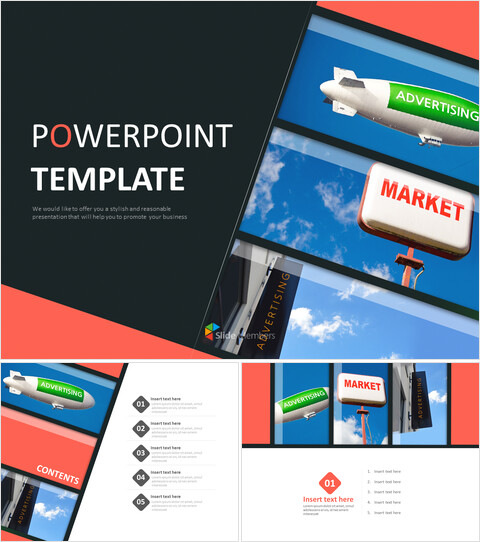 ADVERTISING
POWERPOINT
TEMPLATE
We would like to offer you a stylish and reasonable
presentation that will help you to promote your business
MARKET
ADVERTISING
SlideMembers
ADVERTISING
CONTENTS
ADVERTISING
01
Insert text here
02
Insert text here
03
Insert text here
04
Insert text here
05
Insert text here
ADVERTISING
MARKET
ADVERTISING
01
Insert text here
1. Insert text here
2. Insert text here
3. Insert text here
4. Insert text here
5. Insert text here